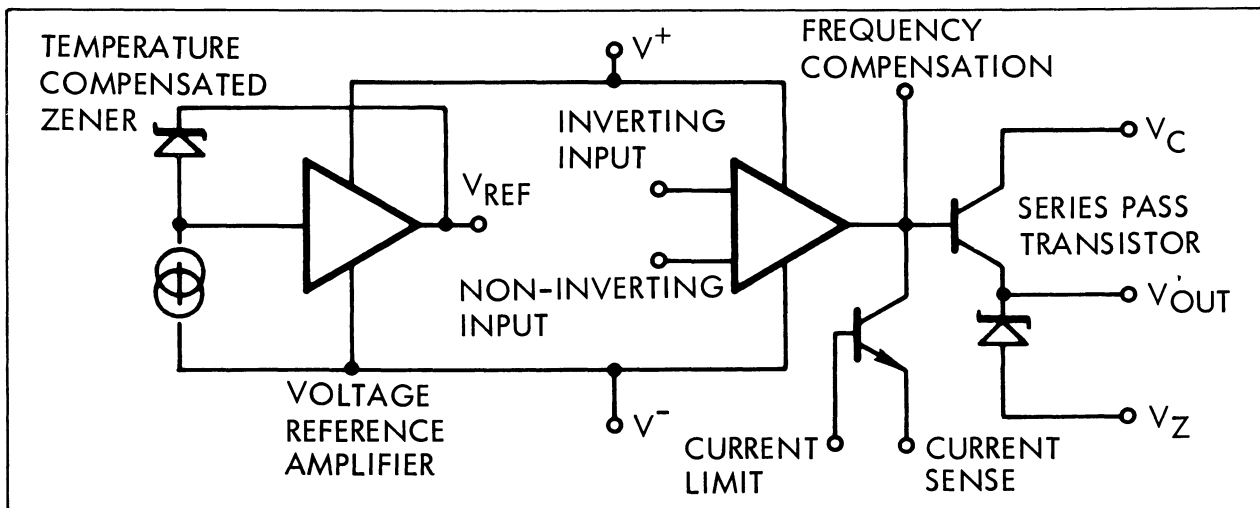 TEMPERATURE
COMPENSATED
ZENER
V+
FREQUENCY
COMPENSATION
INVERTING
INPUT
VC
VREF
SERIES PASS
TRANSISTOR
NON-INVERTING
INPUT
V'OUT
VOLTAGE
REFERENCE
AMPLIFIER
V-
CURRENT
LIMIT
CURRENT
SENSE
VZ